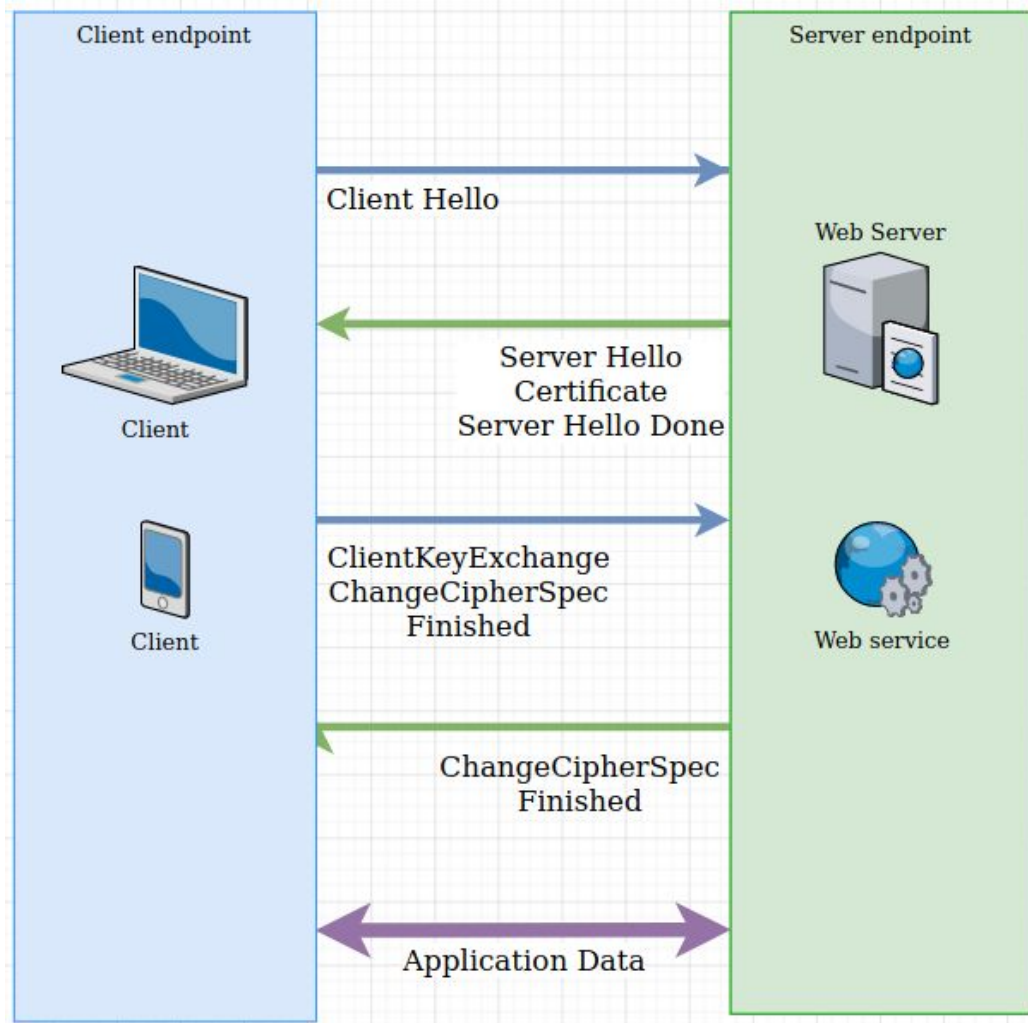 Client endpoint
Server endpoint
Client Hello
Web Server
Server Hello
Certificate
Server Hello Done
Client
ClientKeyExchange
ChangeCipherSpec
Finished
Client
Web service
ChangeCipherSpec
Finished
Application Data